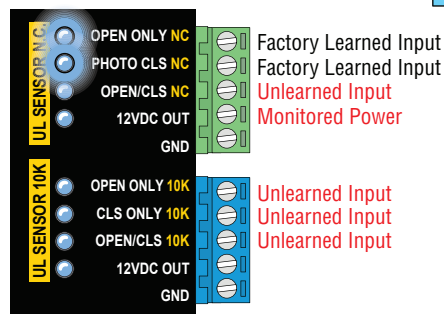 UL SENSOR N.C.
OPEN ONLY NC Factory Learned Input
PHOTO CLS NC Factory Learned Input
OPEN/CLS NC Unlearned Input
12VDC OUT Monitored Power
GND
UL SENSOR 10K
OPEN ONLY 10K Unlearned Input
CLS ONLY 10K Unlearned Input
OPEN/CLS 10K Unlearned Input
12VDC OUT
GND